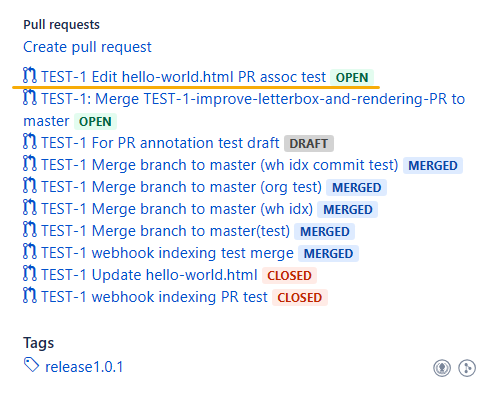 Pull requests
Create pull request
TEST-1 Edit hello-world.html PR assoc test OPEN
TEST-1: Merge TEST-1-improve-letterbox-and-rendering-PR to
master OPEN
TEST-1 For PR annotation test draft DRAFT
TEST-1 Merge branch to master (wh idx commit test) MERGED
TEST-1 Merge branch to master (org test) MERGED
TEST-1 Merge branch to master (wh idx) MERGED
TEST-1 Merge branch to master(test) MERGED
TEST-1 webhook indexing test merge MERGED
TEST-1 Update hello-world.html CLOSED
TEST-1 webhook indexing PR test CLOSED
Tags
release1.0.1